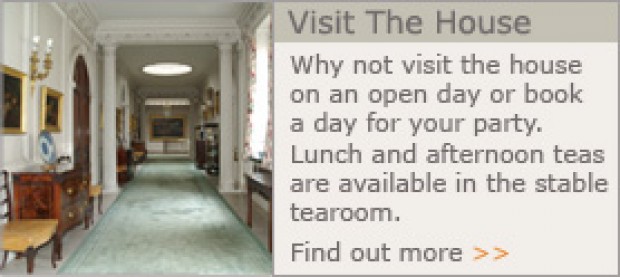 Visit The House
Why not visit the house
on an open day or book
a day for your party.
Lunch and afternoon teas
are available in the stable
tearoom.
Find out more >>